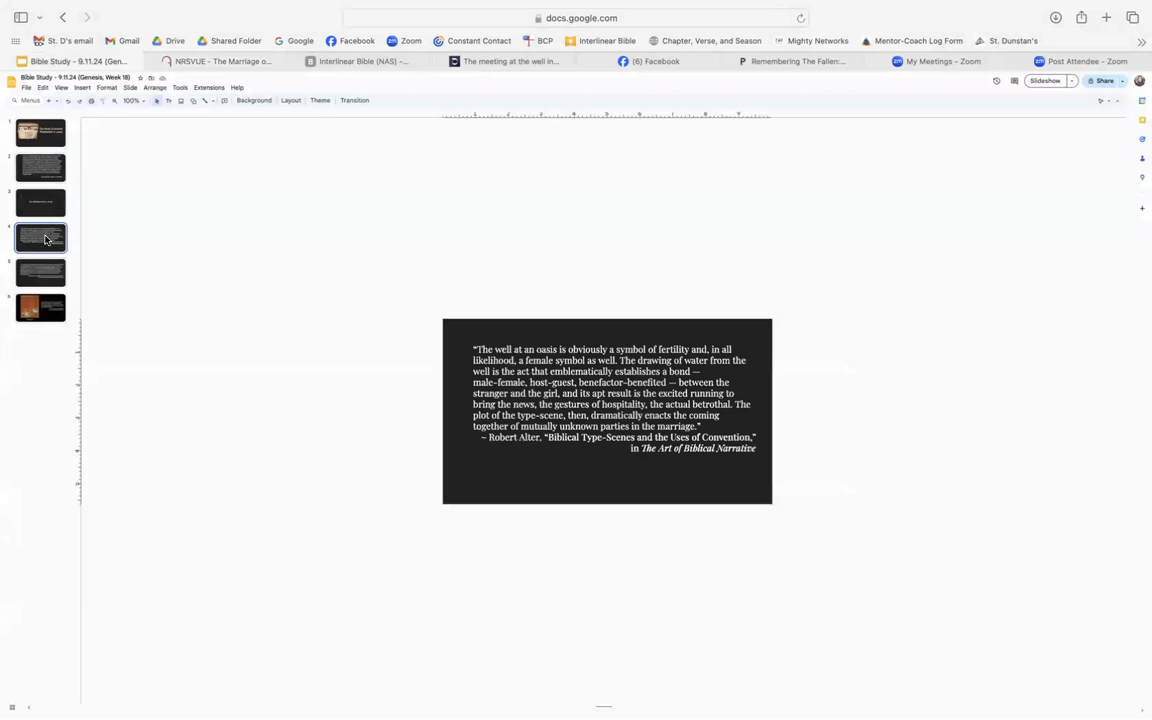 docs.google.com
St. D's email
Gmail
Drive
Shared Folder
Google
Facebook
Zoom
Constant Contact
BCP
Interlinear Bible
Chapter, Verse, and Season
Mighty Networks
Mentor-Coach Log Form
St. Dunstan's
Bible Study - 9.11.24 (Gen...
NRSVUE - The Marriage o...
Interlinear Bible (NAS) -...
The meeting at the well in...
(6) Facebook
Remembering The Fallen:...
My Meetings - Zoom
Post Attendee - Zoom
Bible Study - 9.11.24 (Genesis, Week 18)
File Edit View Insert Format Slide Arrange Tools Extensions Help
Slideshow
Share
Menus
100%
Background
Layout
Theme
Transition
1
2
3
4
5
6
“The well at an oasis is obviously a symbol of fertility and, in all
likelihood, a female symbol as well. The drawing of water from the
well is the act that emblematically establishes a bond —
male-female, host-guest, benefactor-benefited — between the
stranger and the girl, and its apt result is the excited running to
bring the news, the gestures of hospitality, the actual betrothal. The
plot of the type-scene, then, dramatically enacts the coming
together of mutually unknown parties in the marriage.”
~ Robert Alter, “Biblical Type-Scenes and the Uses of Convention,”
in The Art of Biblical Narrative